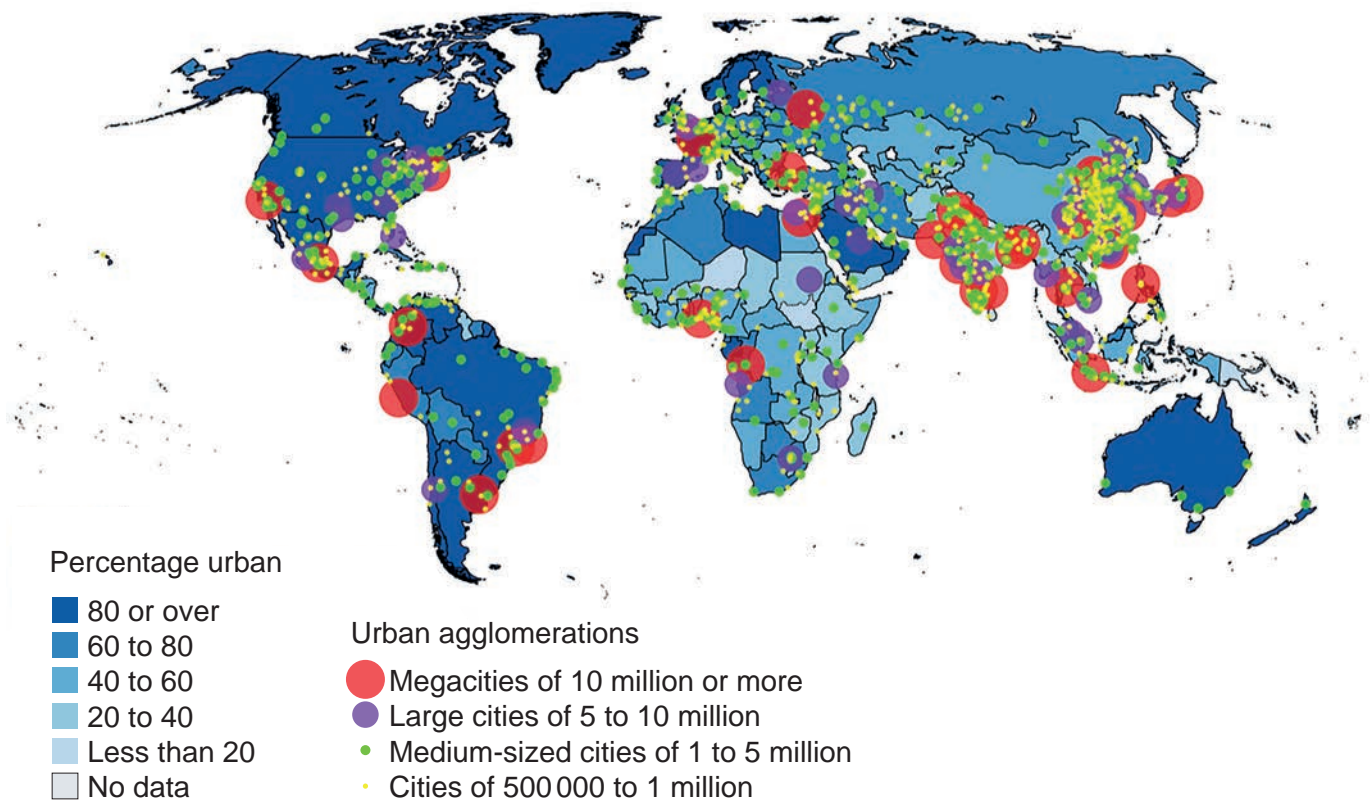 Percentage urban
80 or over
60 to 80
40 to 60
20 to 40
Less than 20
No data
Urban agglomerations
Megacities of 10 million or more
Large cities of 5 to 10 million
Medium-sized cities of 1 to 5 million
Cities of 500 000 to 1 million